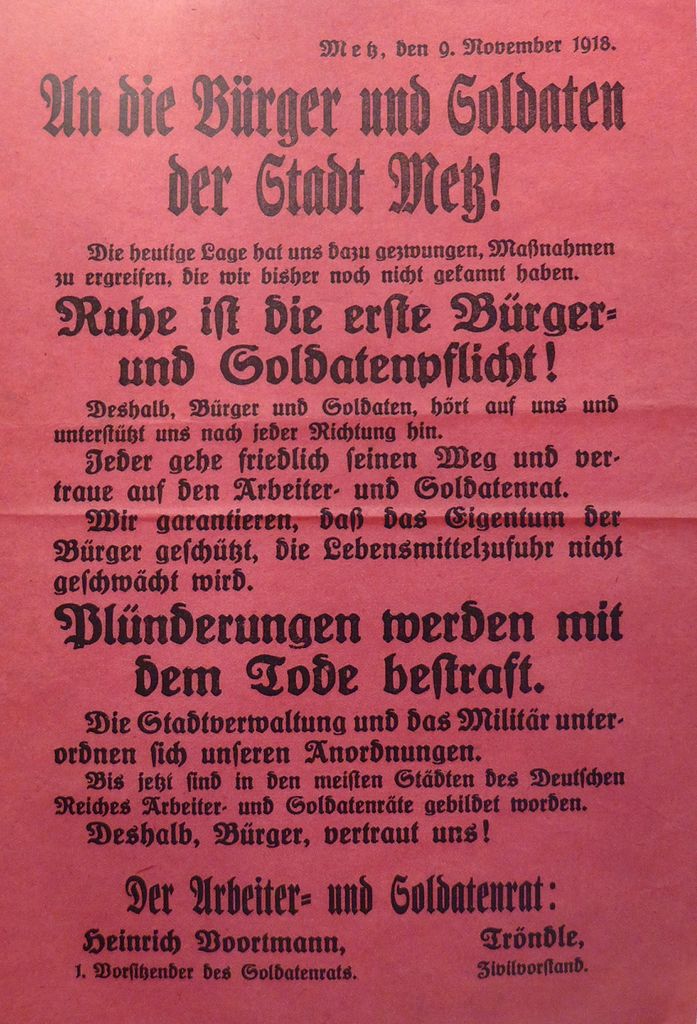 Metz, den 9. November 1918.
An die Bürger und Soldaten
der Stadt Metz!
Die heutige Lage hat uns dazu gezwungen, Maßnahmen
zu ergreifen, die wir bisher noch nicht gekannt haben.
Ruhe ist die erste Bürger-
und Soldatenpflicht!
Deshalb, Bürger und Soldaten, hört auf uns und
unterstützt uns nach jeder Richtung hin.
Jeder gehe friedlich seinen Weg und ver-
traue auf den Arbeiter- und Soldatenrat.
Wir garantieren, daß das Eigentum der
Bürger geschützt, die Lebensmittelzufuhr nicht
geschwächt wird.
Plünderungen werden mit
dem Tode bestraft.
Die Stadtverwaltung und das Militär unter-
ordnen sich unseren Anordnungen.
Bis jetzt sind in den meisten Städten des Deutschen
Reiches Arbeiter- und Soldatenräte gebildet worden.
Deshalb, Bürger, vertraut uns!
Der Arbeiter- und Soldatenrat:
Heinrich Voortmann, Tröndle,
1. Vorsitzender des Soldatenrats. Zivilvorstand.